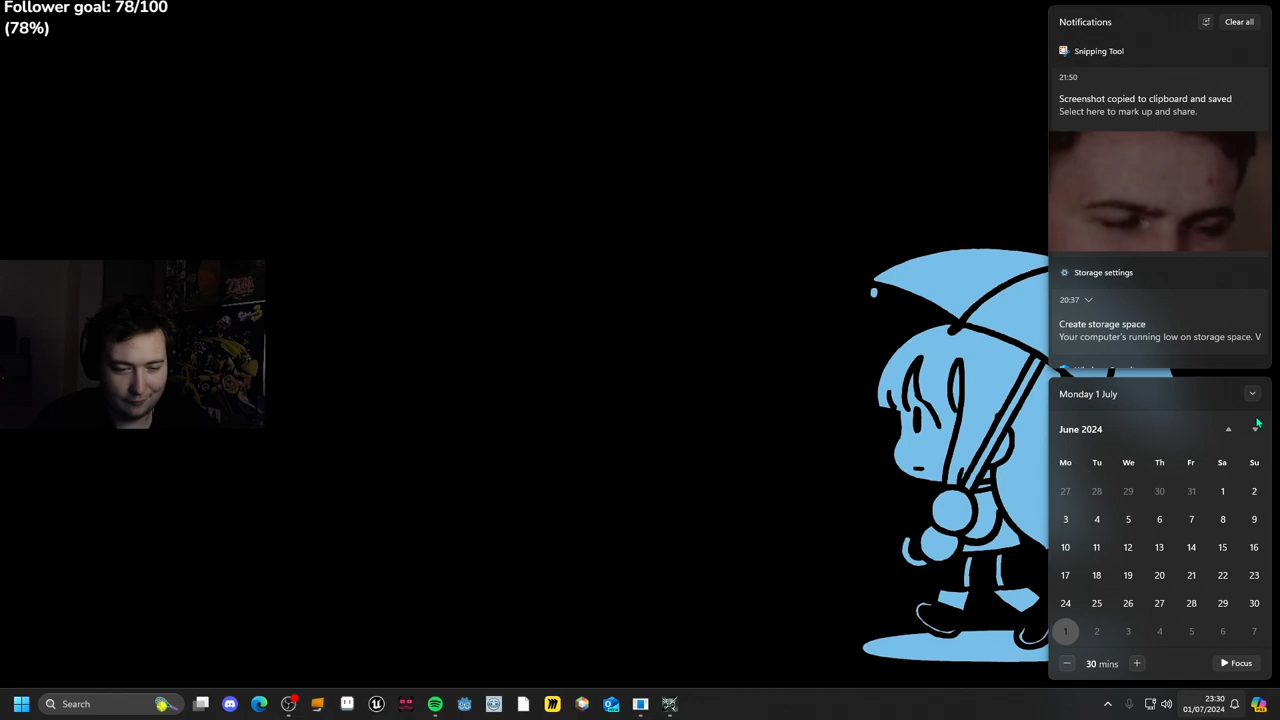 Follower goal: 78/100
(78%)
Notifications
Clear all
Snipping Tool
21:50
Screenshot copied to clipboard and saved
Select here to mark up and share.
Storage settings
20:37
Create storage space
Your computer's running low on storage space. V
Monday 1 July
June 2024
Mo Tu We Th Fr Sa Su
27 28 29 30 31 1 2
3 4 5 6 7 8 9
10 11 12 13 14 15 16
17 18 19 20 21 22 23
24 25 26 27 28 29 30
1 2 3 4 5 6 7
30 mins
Focus
Search
23:30
01/07/2024